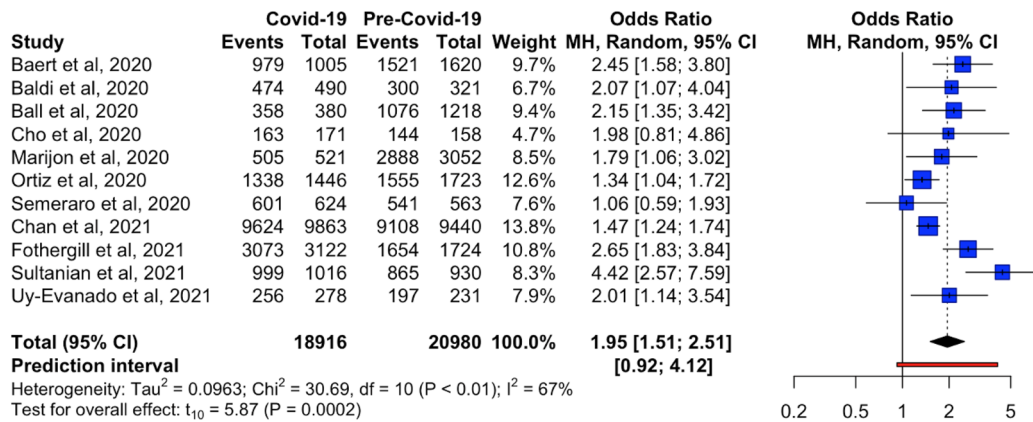 Covid-19 Pre-Covid-19 Odds Ratio Odds Ratio
Study Events Total Events Total Weight MH, Random, 95% CI MH, Random, 95% CI
Baert et al, 2020 979 1005 1521 1620 9.7% 2.45 [1.58; 3.80]
Baldi et al, 2020 474 490 300 321 6.7% 2.07 [1.07; 4.04]
Ball et al, 2020 358 380 1076 1218 9.4% 2.15 [1.35; 3.42]
Cho et al, 2020 163 171 144 158 4.6% 1.98 [0.81; 4.86]
Marijon et al, 2020 505 521 2888 3052 8.5% 1.79 [1.06; 3.02]
Ortiz et al, 2020 1338 1446 1555 1723 12.6% 1.34 [1.04; 1.72]
Semeraro et al, 2020 601 624 541 563 7.6% 1.06 [0.59; 1.93]
Chan et al, 2021 9624 9863 9108 9440 13.8% 1.47 [1.24; 1.74]
Fothergill et al, 2021 3073 3122 1654 1724 10.8% 2.65 [1.83; 3.84]
Sultanian et al, 2021 999 1016 865 930 8.3% 4.42 [2.57; 7.59]
Uy-Evanado et al, 2021 256 278 197 231 7.9% 2.01 [1.14; 3.54]
Total (95% CI) 18916 20980 100.0% 1.95 [1.51; 2.51]
Prediction interval [0.92; 4.12]
Heterogeneity: Tau² = 0.0963; Chi² = 30.69, df = 10 (P < 0.01); I² = 67%
Test for overall effect: t₁₀ = 5.87 (P = 0.0002)
0.2 0.5 1 2 5